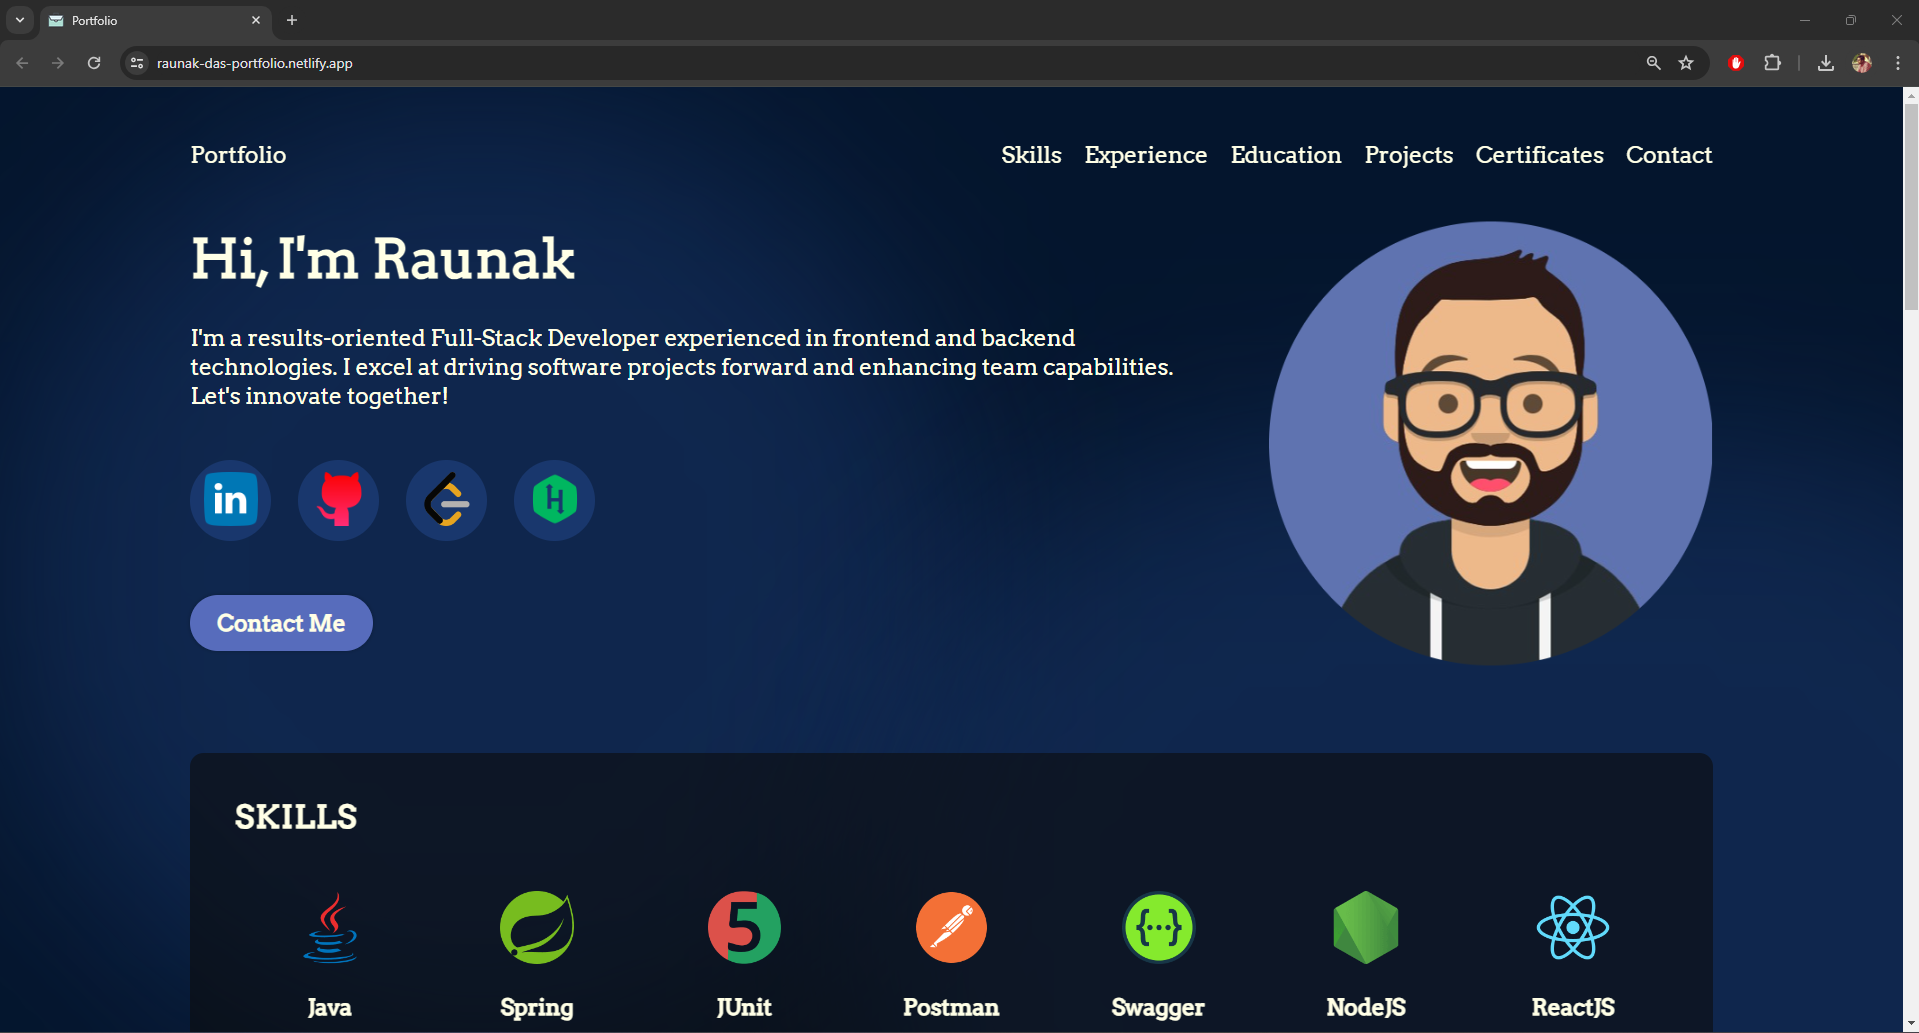 Portfolio
raunak-das-portfolio.netlify.app
Portfolio
Skills Experience Education Projects Certificates Contact
Hi, I'm Raunak
I'm a results-oriented Full-Stack Developer experienced in frontend and backend
technologies. I excel at driving software projects forward and enhancing team capabilities.
Let's innovate together!
in
H
Contact Me
SKILLS
5
{···}
Java Spring JUnit Postman Swagger NodeJS ReactJS